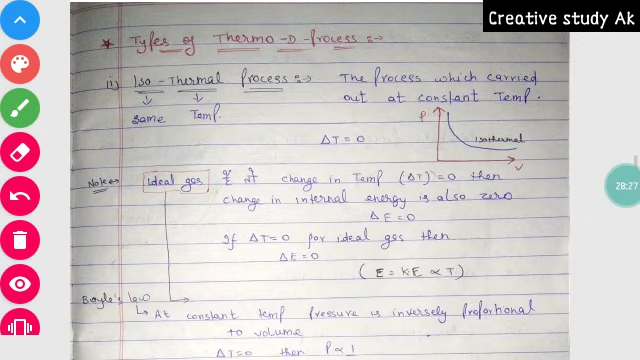 Creative study Ak
* Types of Thermo-D-Process :→
(i) Iso-Thermal Process :→ The Process which carried
out at constant Temp.
↓ ↓
same Temp.
ΔT = 0
P
isothermal
V
20:27
Note↔ Ideal gas में change in Temp (ΔT) = 0 then
change in internal energy is also zero
ΔE = 0
If ΔT = 0 for ideal gas then
ΔE = 0
(E = KE ∝ T)
Boyle's law
↳ At constant temp Pressure is inversely proportional
to volume
ΔT=0 then P ∝ 1